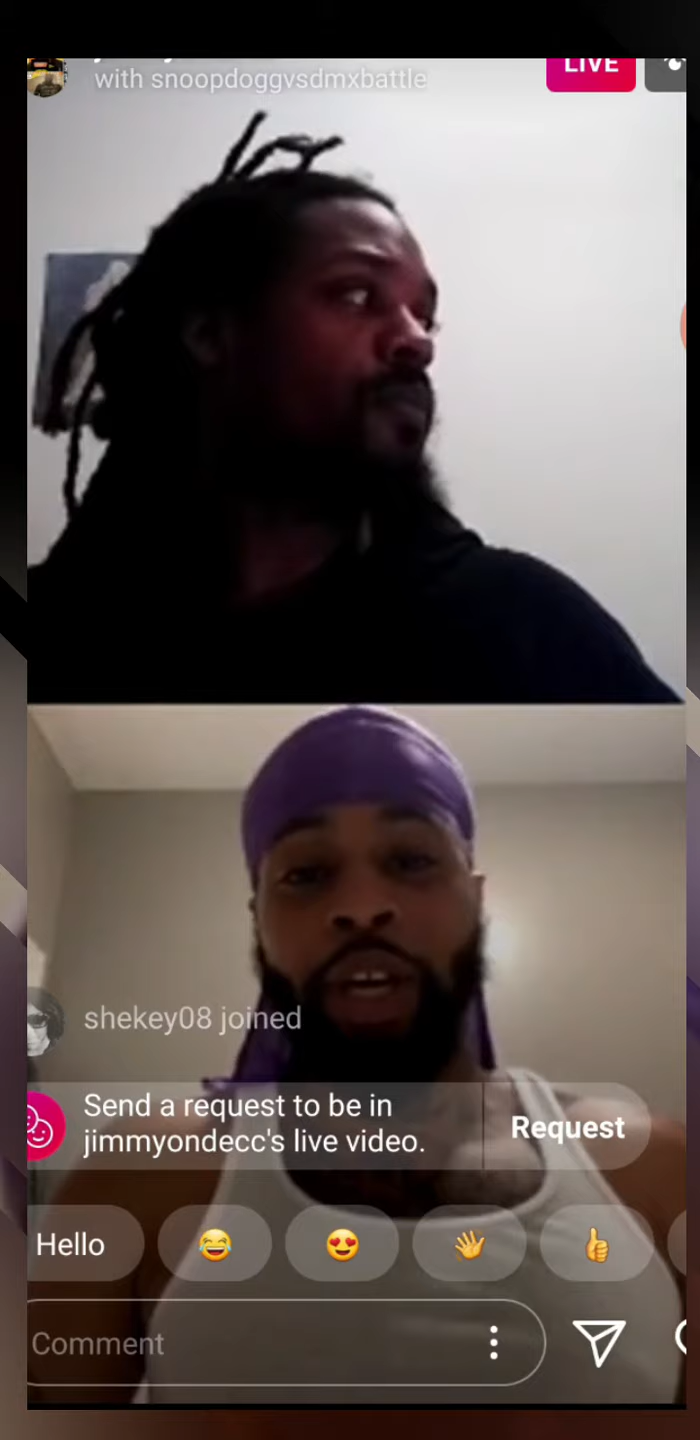 with snoopdoggvsdmxbattle
LIVE
shekey08 joined
Send a request to be in
jimmyondecc's live video.
Request
Hello
Comment